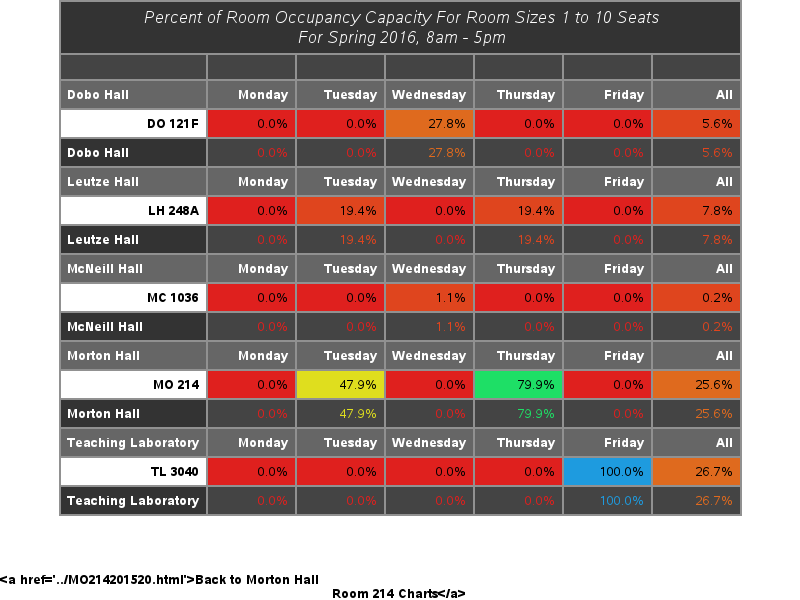 Percent of Room Occupancy Capacity For Room Sizes 1 to 10 Seats
For Spring 2016, 8am - 5pm
Dobo Hall Monday Tuesday Wednesday Thursday Friday All
DO 121F 0.0% 0.0% 27.8% 0.0% 0.0% 5.6%
Dobo Hall 0.0% 0.0% 27.8% 0.0% 0.0% 5.6%
Leutze Hall Monday Tuesday Wednesday Thursday Friday All
LH 248A 0.0% 19.4% 0.0% 19.4% 0.0% 7.8%
Leutze Hall 0.0% 19.4% 0.0% 19.4% 0.0% 7.8%
McNeill Hall Monday Tuesday Wednesday Thursday Friday All
MC 1036 0.0% 0.0% 1.1% 0.0% 0.0% 0.2%
McNeill Hall 0.0% 0.0% 1.1% 0.0% 0.0% 0.2%
Morton Hall Monday Tuesday Wednesday Thursday Friday All
MO 214 0.0% 47.9% 0.0% 79.9% 0.0% 25.6%
Morton Hall 0.0% 47.9% 0.0% 79.9% 0.0% 25.6%
Teaching Laboratory Monday Tuesday Wednesday Thursday Friday All
TL 3040 0.0% 0.0% 0.0% 0.0% 100.0% 26.7%
Teaching Laboratory 0.0% 0.0% 0.0% 0.0% 100.0% 26.7%
<a href='../MO214201520.html'>Back to Morton Hall
Room 214 Charts</a>